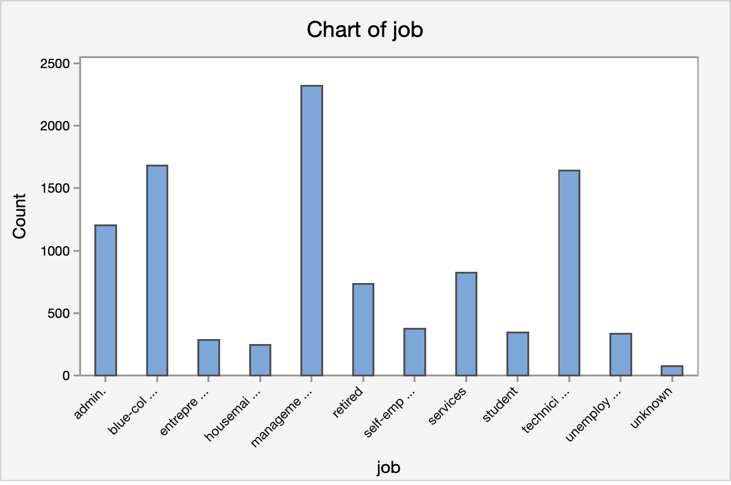 Chart of job
2500
2000
1500
1000
500
0
Count
admin.
blue-col ...
entrepre ...
housemai ...
manageme ...
retired
self-emp ...
services
student
technici ...
unemploy ...
unknown
job